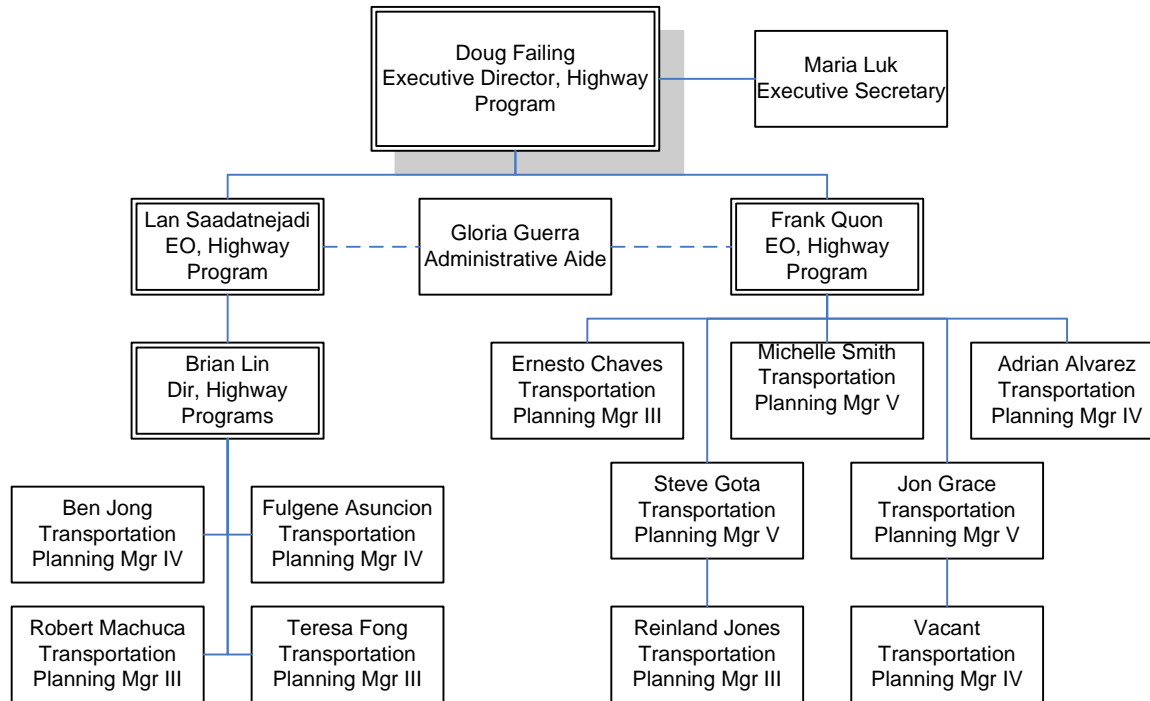 Doug Failing
Executive Director, Highway
Program
Maria Luk
Executive Secretary
Lan Saadatnejadi
EO, Highway
Program
Gloria Guerra
Administrative Aide
Frank Quon
EO, Highway
Program
Brian Lin
Dir, Highway
Programs
Ernesto Chaves
Transportation
Planning Mgr III
Michelle Smith
Transportation
Planning Mgr V
Adrian Alvarez
Transportation
Planning Mgr IV
Ben Jong
Transportation
Planning Mgr IV
Fulgene Asuncion
Transportation
Planning Mgr IV
Steve Gota
Transportation
Planning Mgr V
Jon Grace
Transportation
Planning Mgr V
Robert Machuca
Transportation
Planning Mgr III
Teresa Fong
Transportation
Planning Mgr III
Reinland Jones
Transportation
Planning Mgr III
Vacant
Transportation
Planning Mgr IV